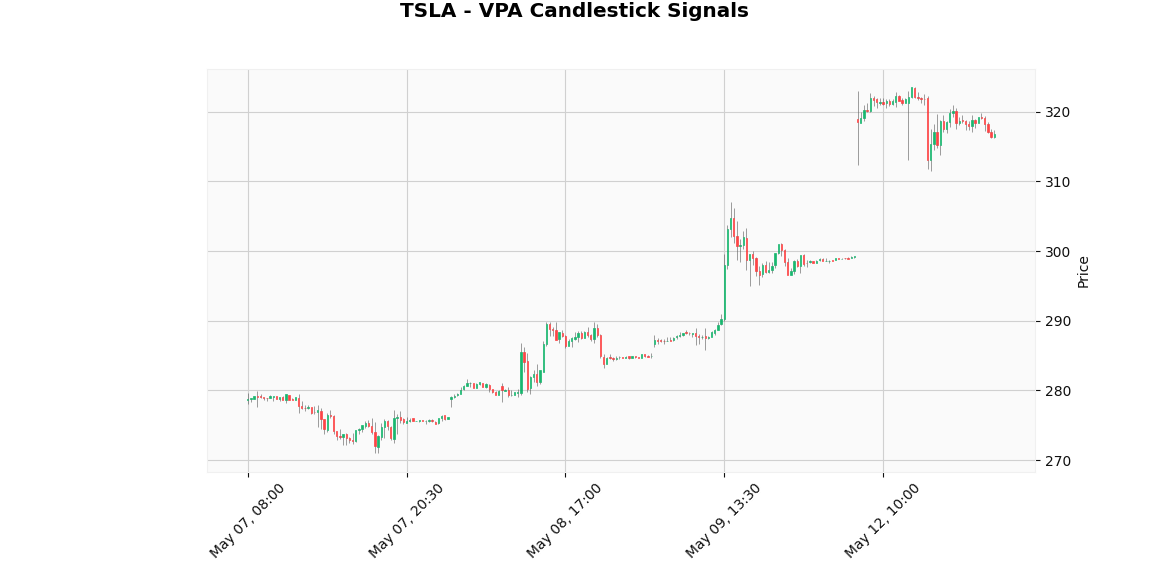 TSLA - VPA Candlestick Signals
320
310
300
290
280
270
Price
May 07, 08:00
May 07, 20:30
May 08, 17:00
May 09, 13:30
May 12, 10:00